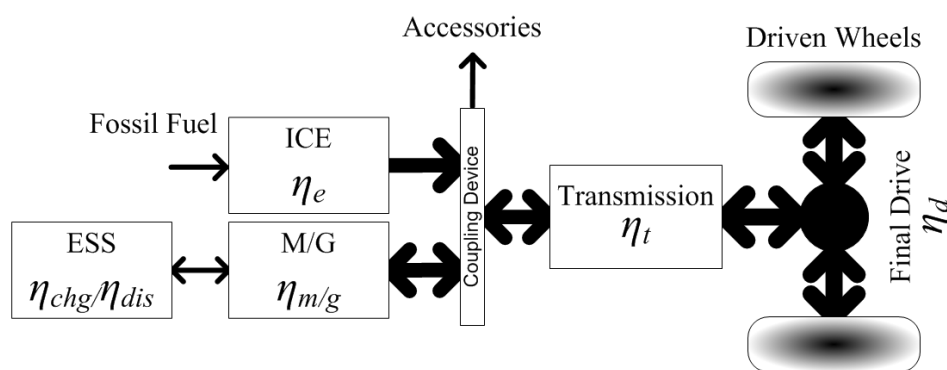 Accessories
Driven Wheels
Fossil Fuel
ICE
ηe
Coupling Device
Transmission
ηt
Final Drive
ηd
ESS
ηchg/ηdis
M/G
ηm/g